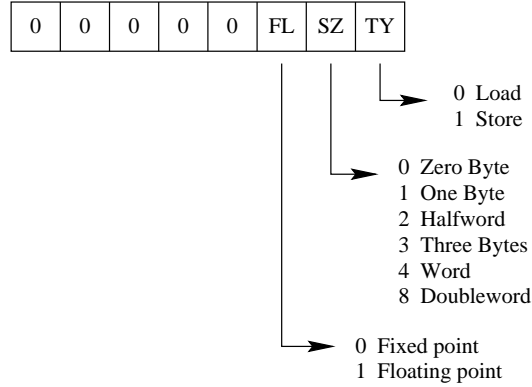 0 0 0 0 0 FL SZ TY
0 Load
1 Store
0 Zero Byte
1 One Byte
2 Halfword
3 Three Bytes
4 Word
8 Doubleword
0 Fixed point
1 Floating point